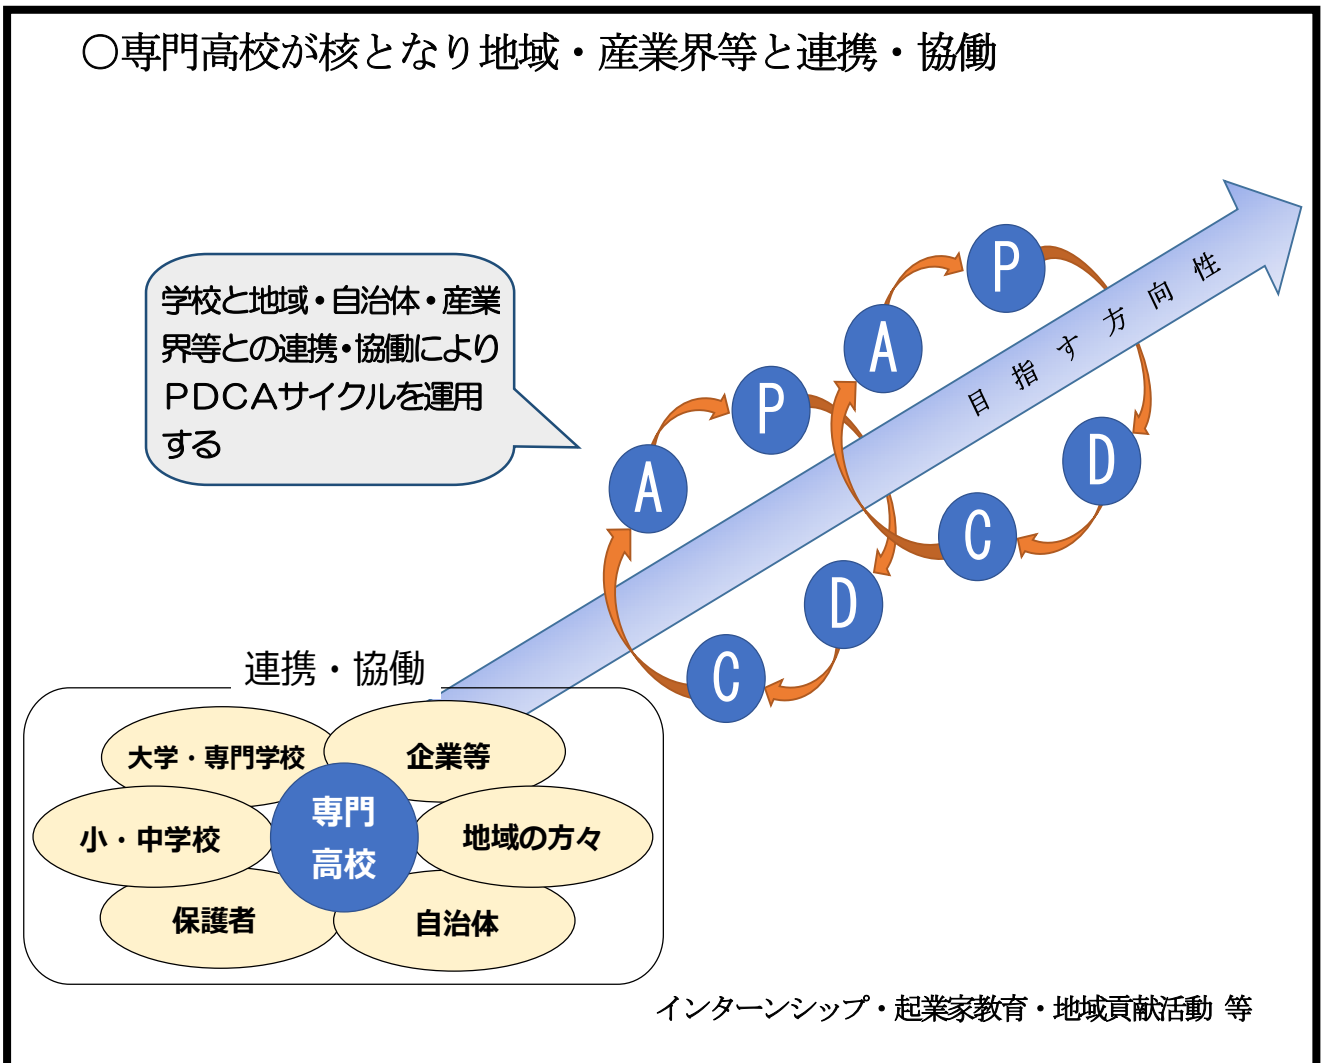 〇専門高校が核となり地域・産業界等と連携・協働
学校と地域・自治体・産業
界等との連携・協働により
ＰＤＣＡサイクルを運用
する
目指す方向性
P
A
D
C
P
A
D
C
連携・協働
大学・専門学校
企業等
小・中学校
専門
高校
地域の方々
保護者
自治体
インターンシップ・起業家教育・地域貢献活動 等